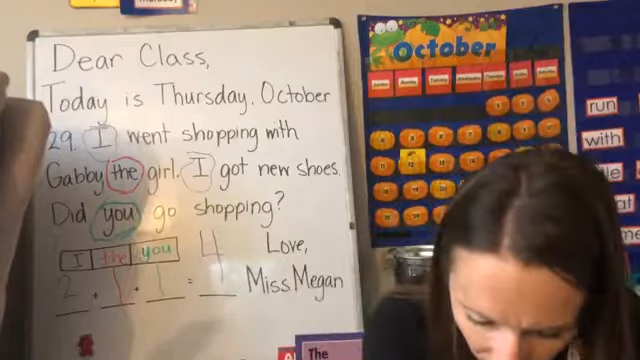 Dear Class,
Today is Thursday, October
29. I went shopping with
Gabby the girl. I got new shoes.
Did you go shopping?
I the you
2 + 1 + 1 = 4
Love,
Miss Megan
October
run
with
me
The